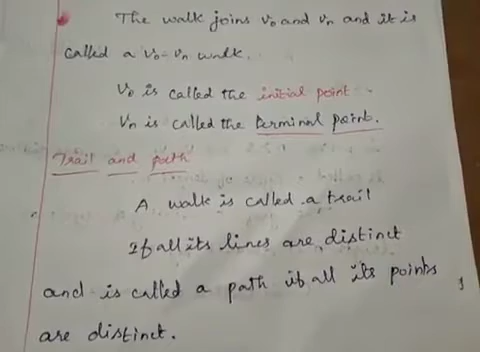 The walk joins v₀ and vₙ and it is
called a v₀-vₙ walk.
V₀ is called the initial point.
Vₙ is called the terminal point.
Trail and path
A walk is called a trail
If all its lines are distinct
and is called a path if all its points
are distinct.